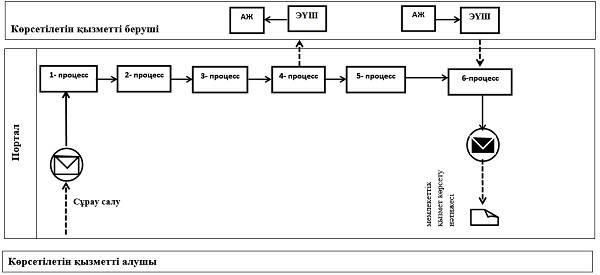 Көрсетілетін қызметті беруші
АЖ
ЭҮШ
АЖ
ЭҮШ
Портал
1- процесс
2- процесс
3- процесс
4- процесс
5- процесс
6-процесс
Сұрау салу
мемлекеттік
қызмет көрсету
нәтижесі
Көрсетілетін қызметті алушы